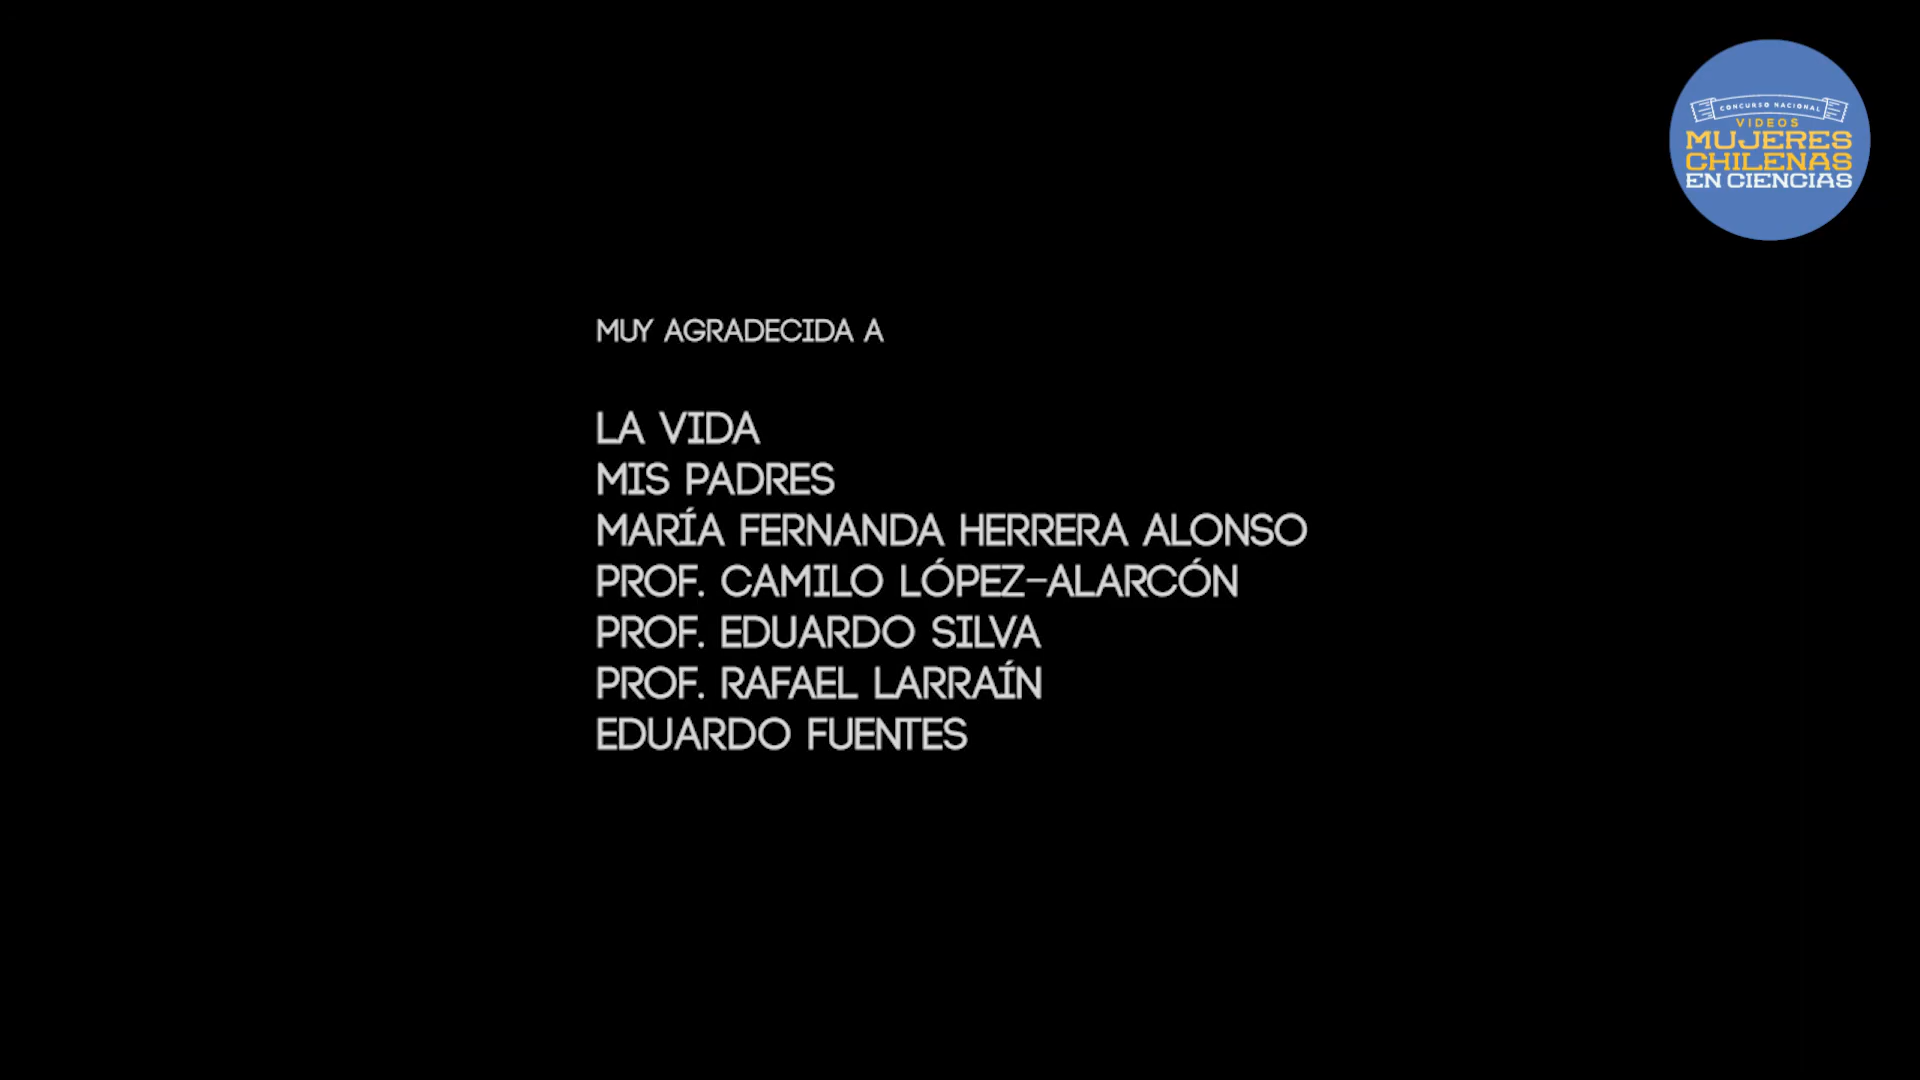 CONCURSO NACIONAL
VIDEOS
MUJERES
CHILENAS
EN CIENCIAS
MUY AGRADECIDA A
LA VIDA
MIS PADRES
MARÍA FERNANDA HERRERA ALONSO
PROF. CAMILO LÓPEZ-ALARCÓN
PROF. EDUARDO SILVA
PROF. RAFAEL LARRAÍN
EDUARDO FUENTES